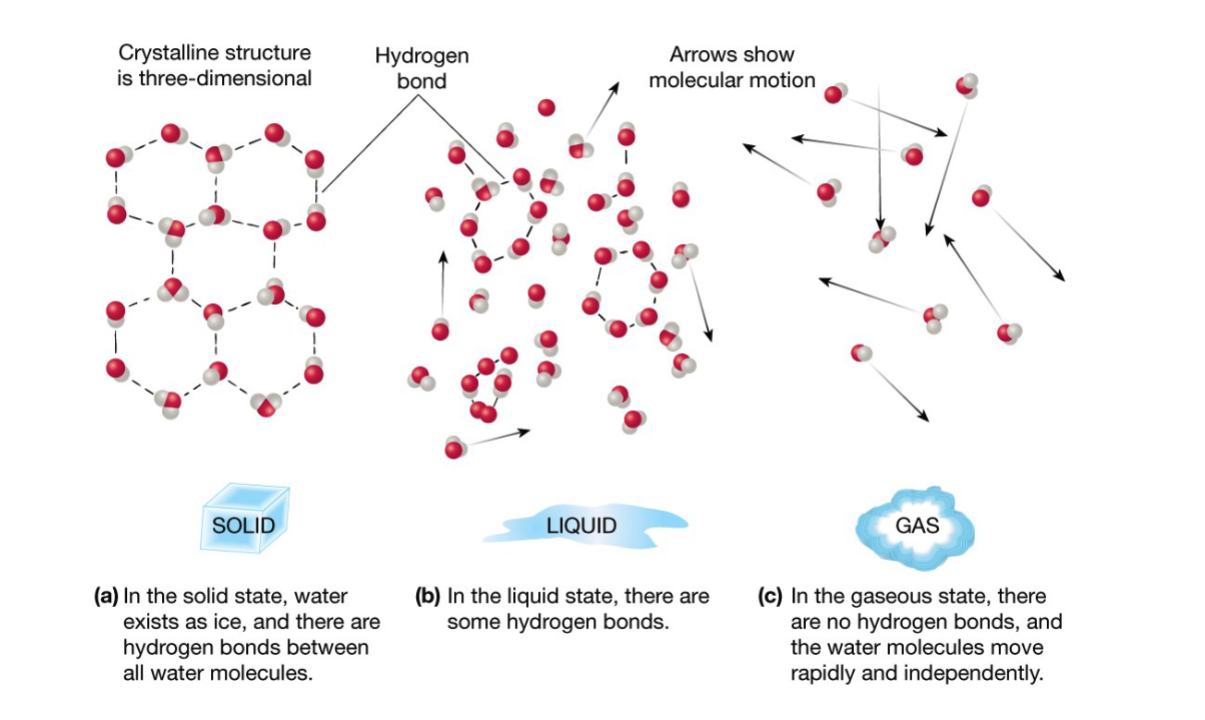 Crystalline structure
is three-dimensional
Hydrogen
bond
Arrows show
molecular motion
SOLID
LIQUID
GAS
(a) In the solid state, water
exists as ice, and there are
hydrogen bonds between
all water molecules.
(b) In the liquid state, there are
some hydrogen bonds.
(c) In the gaseous state, there
are no hydrogen bonds, and
the water molecules move
rapidly and independently.